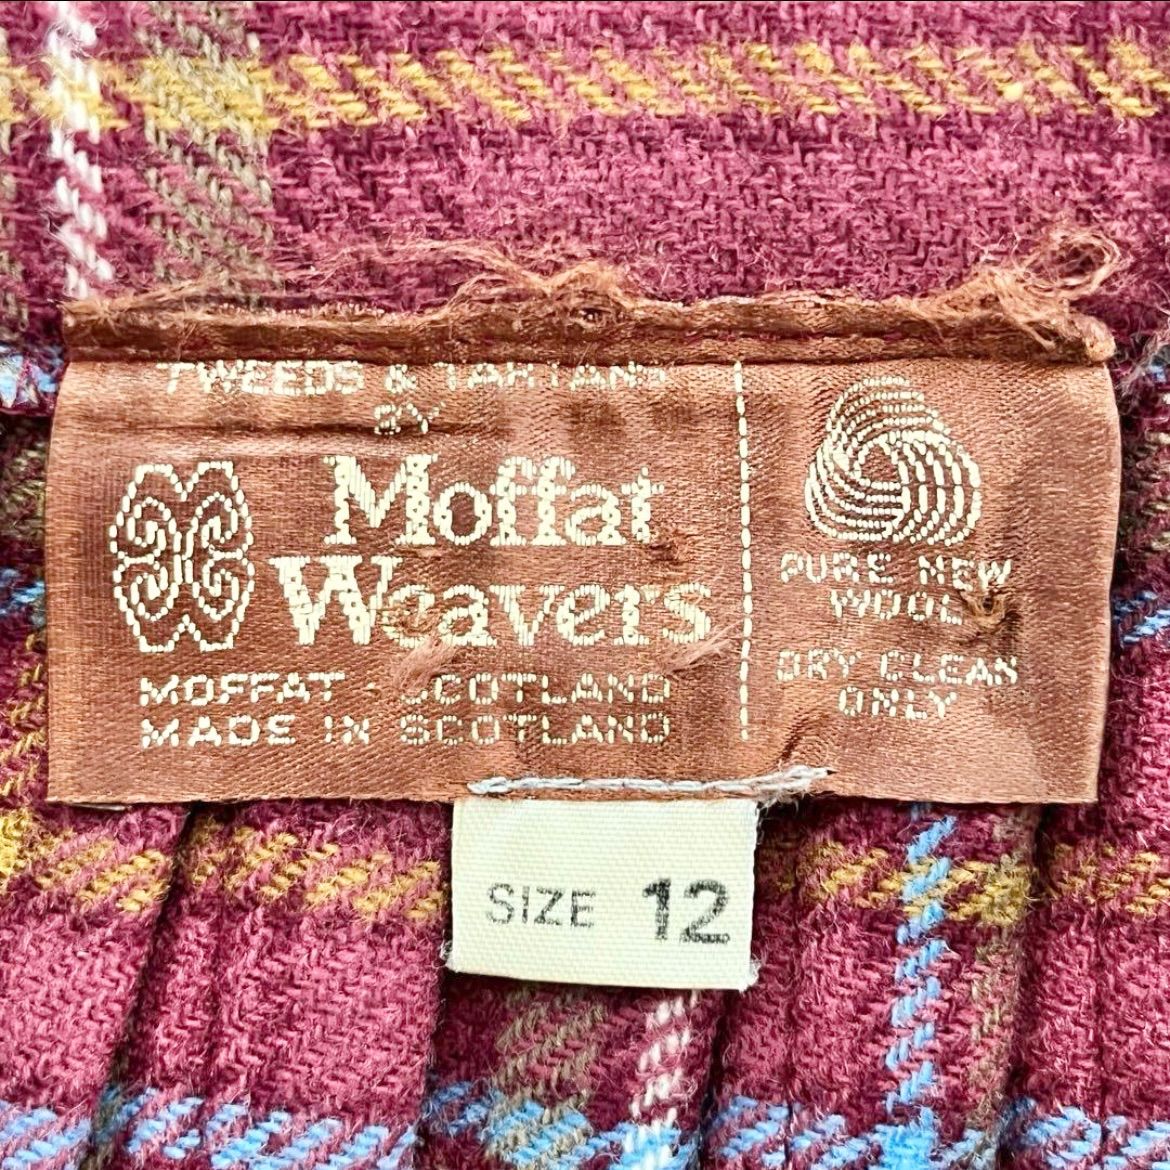 TWEEDS & TARTANS
BY
Moffat
Weavers
MOFFAT - SCOTLAND
MADE IN SCOTLAND
PURE NEW
WOOL
DRY CLEAN
ONLY
SIZE 12